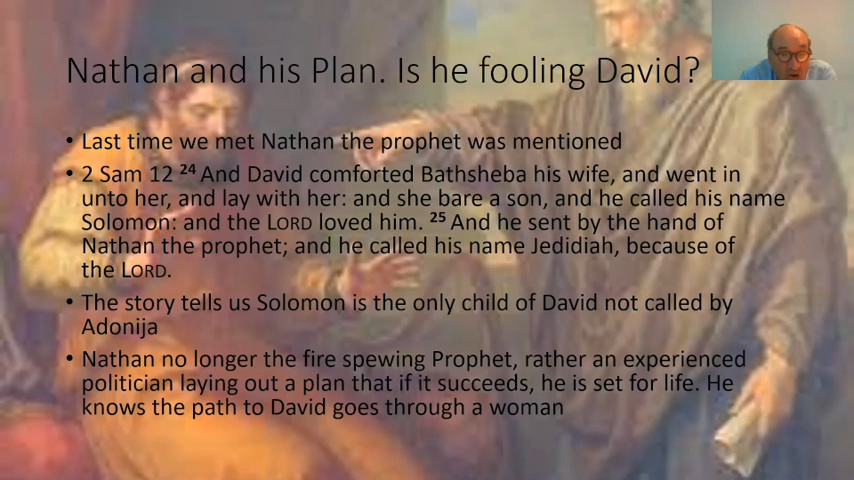 Nathan and his Plan. Is he fooling David?
• Last time we met Nathan the prophet was mentioned
• 2 Sam 12 24 And David comforted Bathsheba his wife, and went in
unto her, and lay with her: and she bare a son, and he called his name
Solomon: and the LORD loved him. 25 And he sent by the hand of
Nathan the prophet; and he called his name Jedidiah, because of
the LORD.
• The story tells us Solomon is the only child of David not called by
Adonija
• Nathan no longer the fire spewing Prophet, rather an experienced
politician laying out a plan that if it succeeds, he is set for life. He
knows the path to David goes through a woman